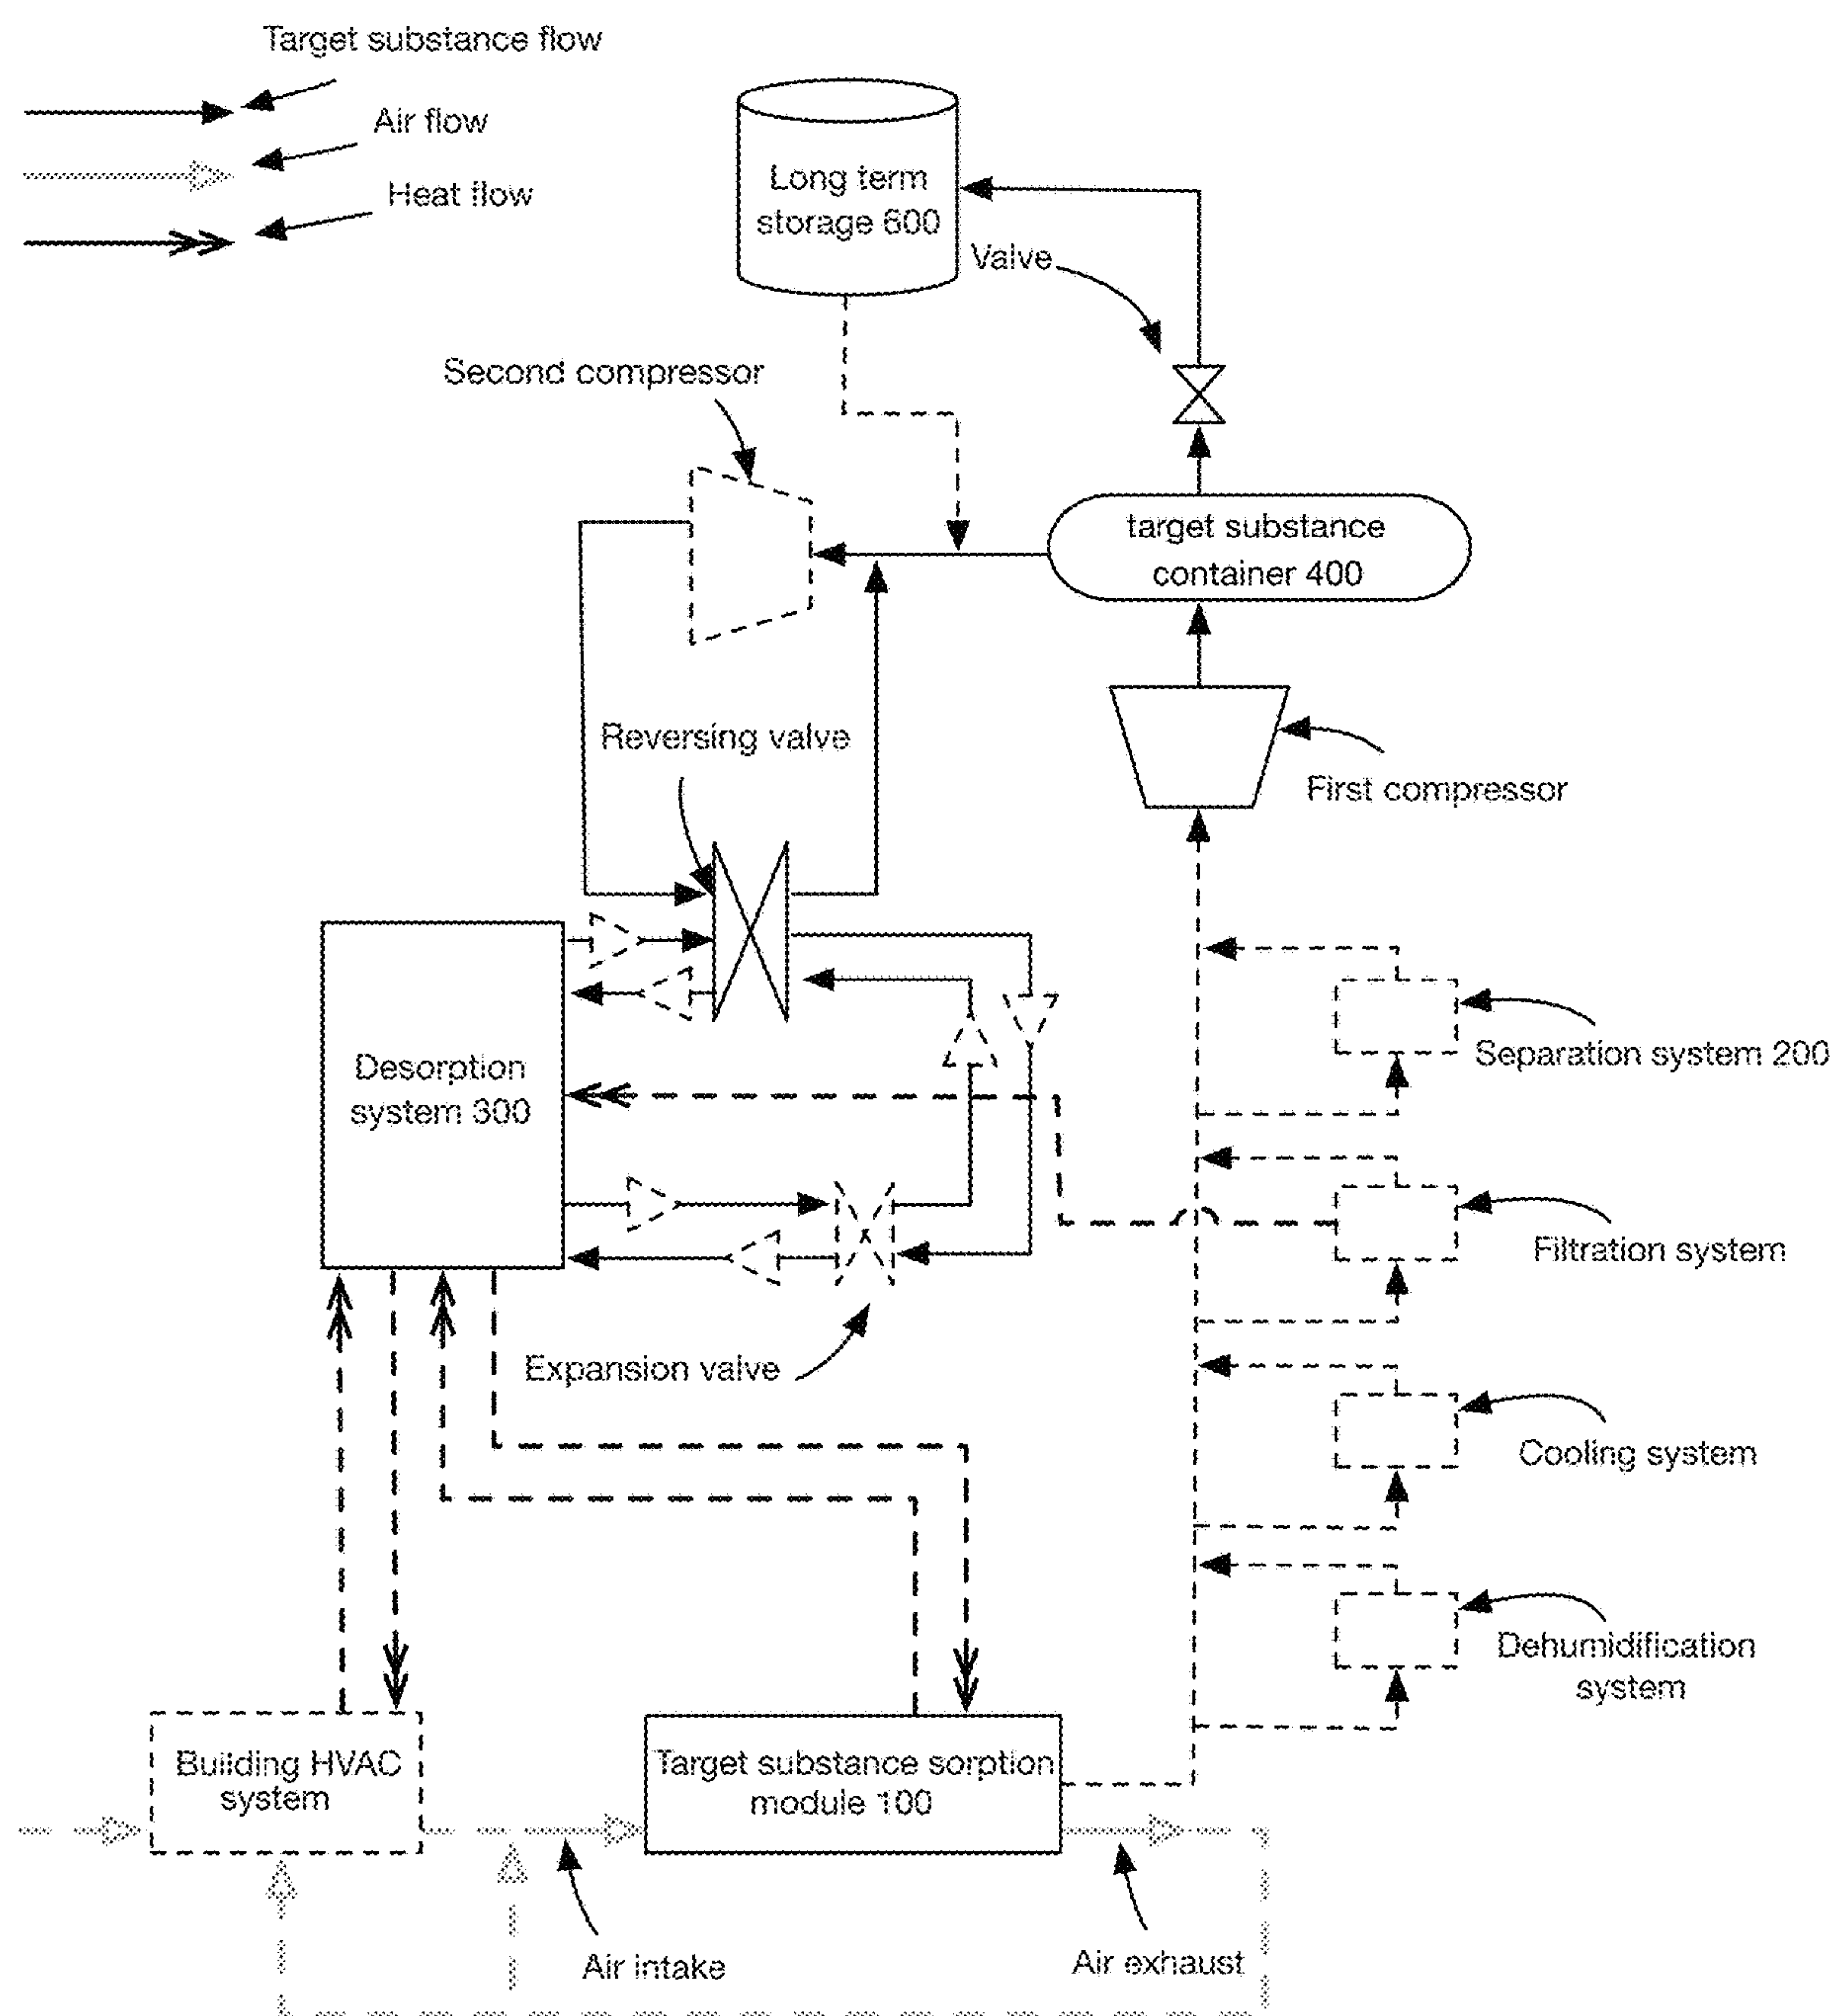 Target substance flow
Air flow
Heat flow
Long term
storage 600
Valve
Second compressor
target substance
container 400
Reversing valve
First compressor
Desorption
system 300
Separation system 200
Filtration system
Expansion valve
Cooling system
Dehumidification
system
Building HVAC
system
Target substance sorption
module 100
Air intake
Air exhaust